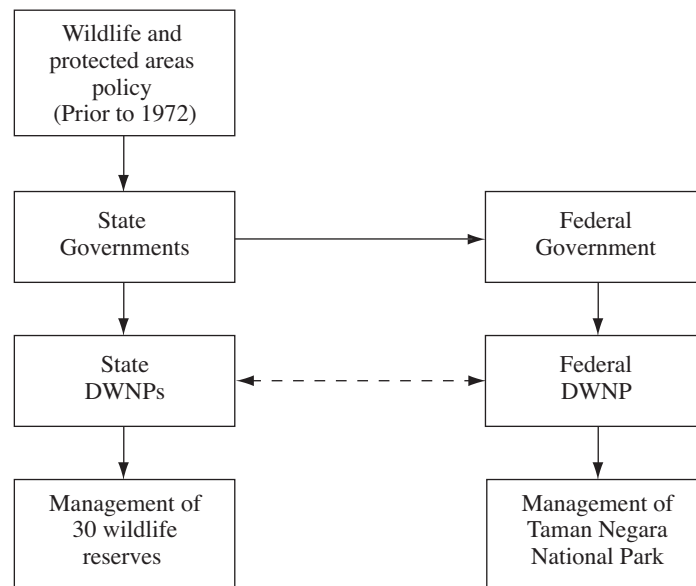 Wildlife and
protected areas
policy
(Prior to 1972)
State
Governments
Federal
Government
State
DWNPs
Federal
DWNP
Management of
30 wildlife
reserves
Management of
Taman Negara
National Park